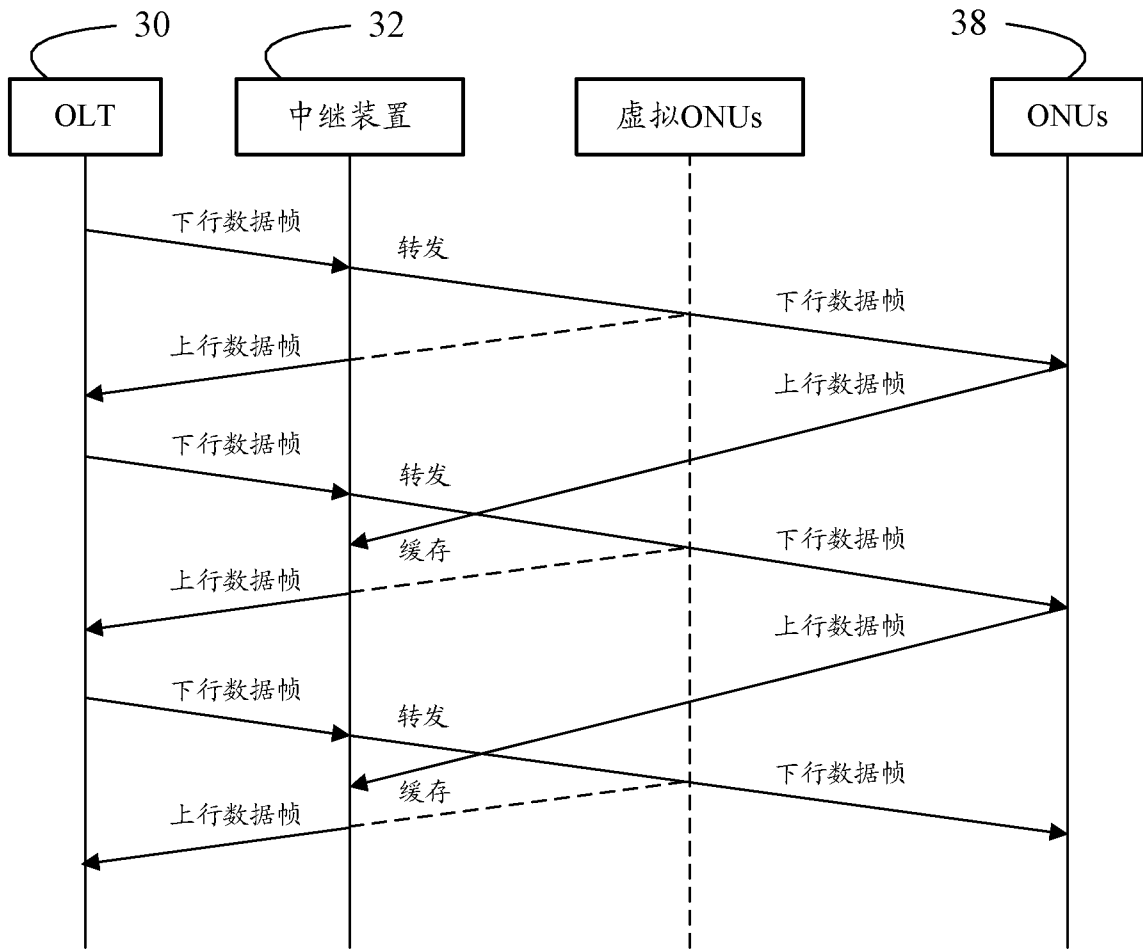 30
32
38
OLT
中继装置
虚拟ONUs
ONUs
下行数据帧
转发
下行数据帧
上行数据帧
上行数据帧
下行数据帧
转发
下行数据帧
缓存
上行数据帧
上行数据帧
下行数据帧
转发
下行数据帧
缓存
上行数据帧